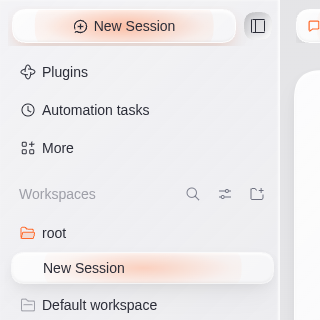 New Session
Plugins
Automation tasks
More
Workspaces
root
New Session
Default workspace